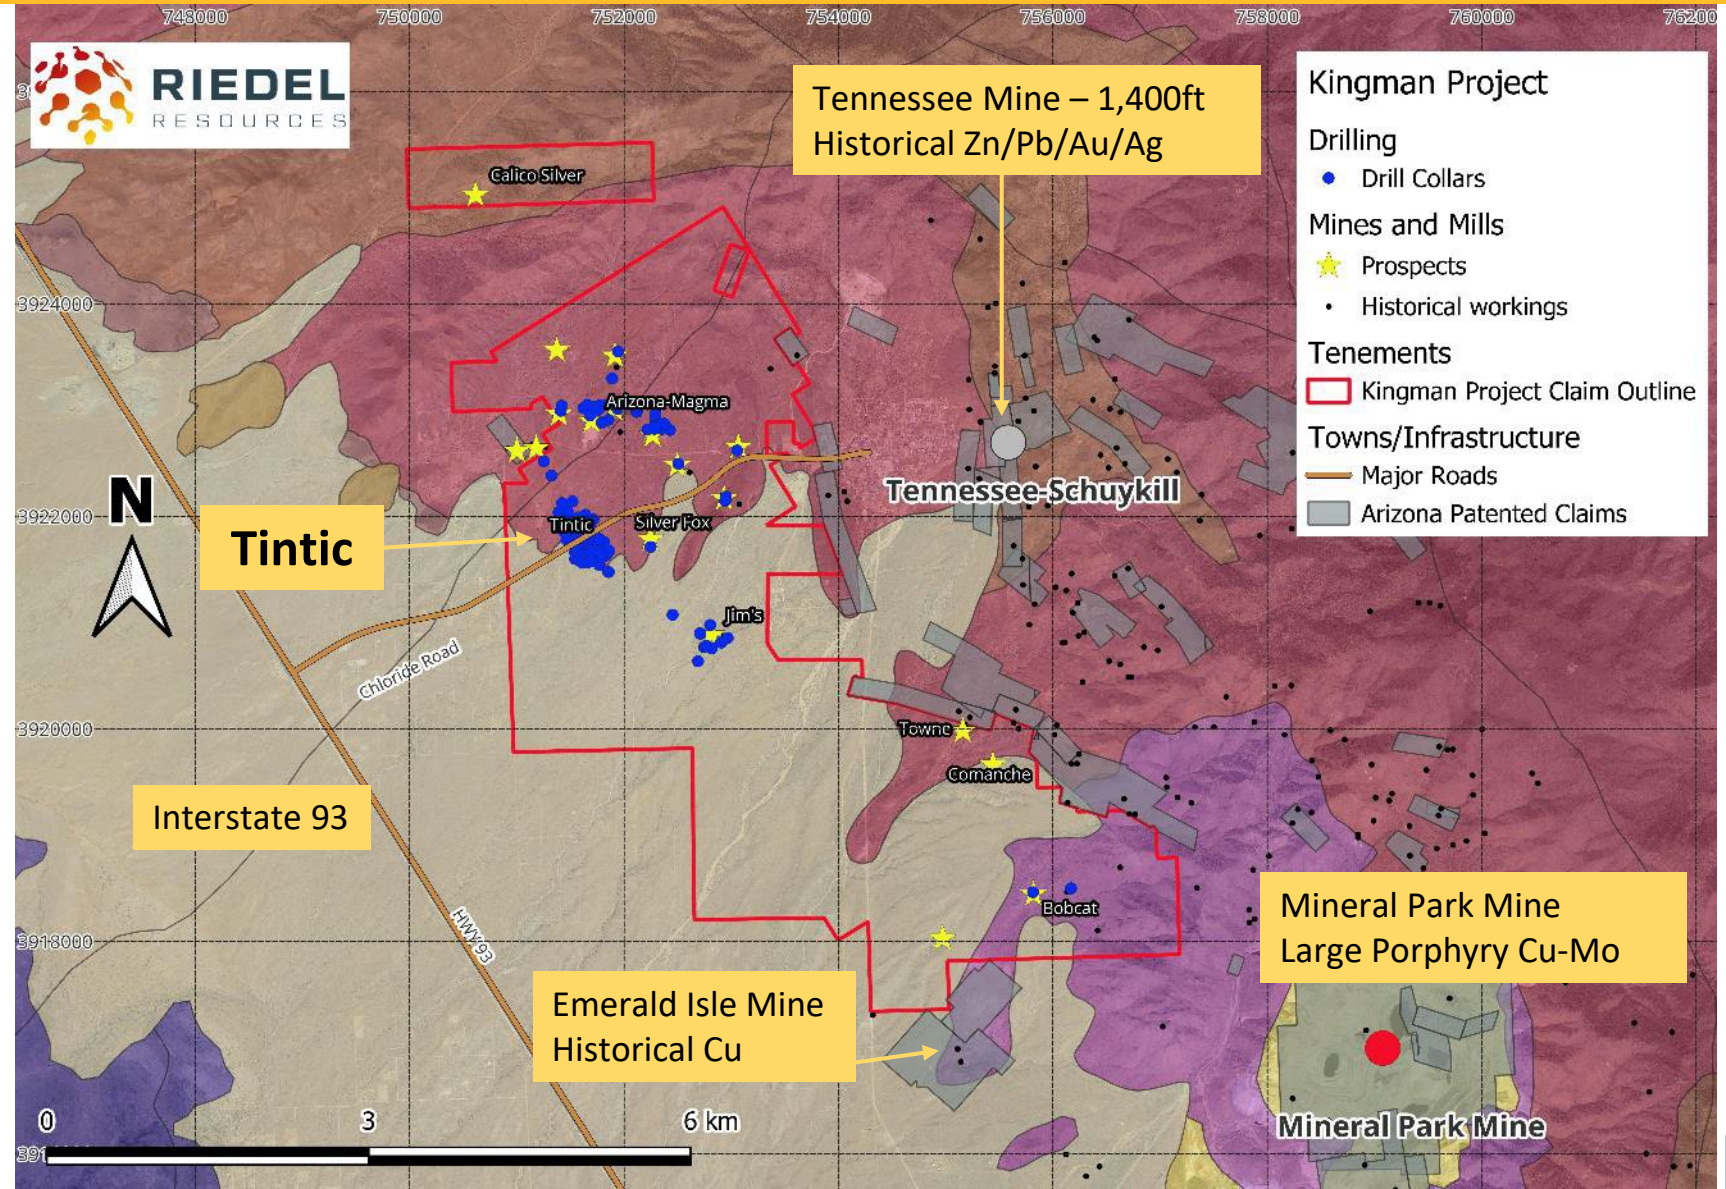 748000
750000
752000
754000
756000
758000
760000
RIEDEL
RESOURCES
Tennessee Mine – 1,400ft
Historical Zn/Pb/Au/Ag
Kingman Project
Drilling
Drill Collars
Mines and Mills
Prospects
Historical workings
Tenements
Kingman Project Claim Outline
Towns/Infrastructure
Major Roads
Arizona Patented Claims
Calico Silver
3924000
Arizona-Magma
Tennessee-Schuykill
N
3922000
Tintic
Silver Fox
Tintic
Jim's
Chloride Road
3920000
Towne
Comanche
Interstate 93
Bobcat
HWY 93
3918000
Mineral Park Mine
Large Porphyry Cu-Mo
Emerald Isle Mine
Historical Cu
0
3
6 km
Mineral Park Mine